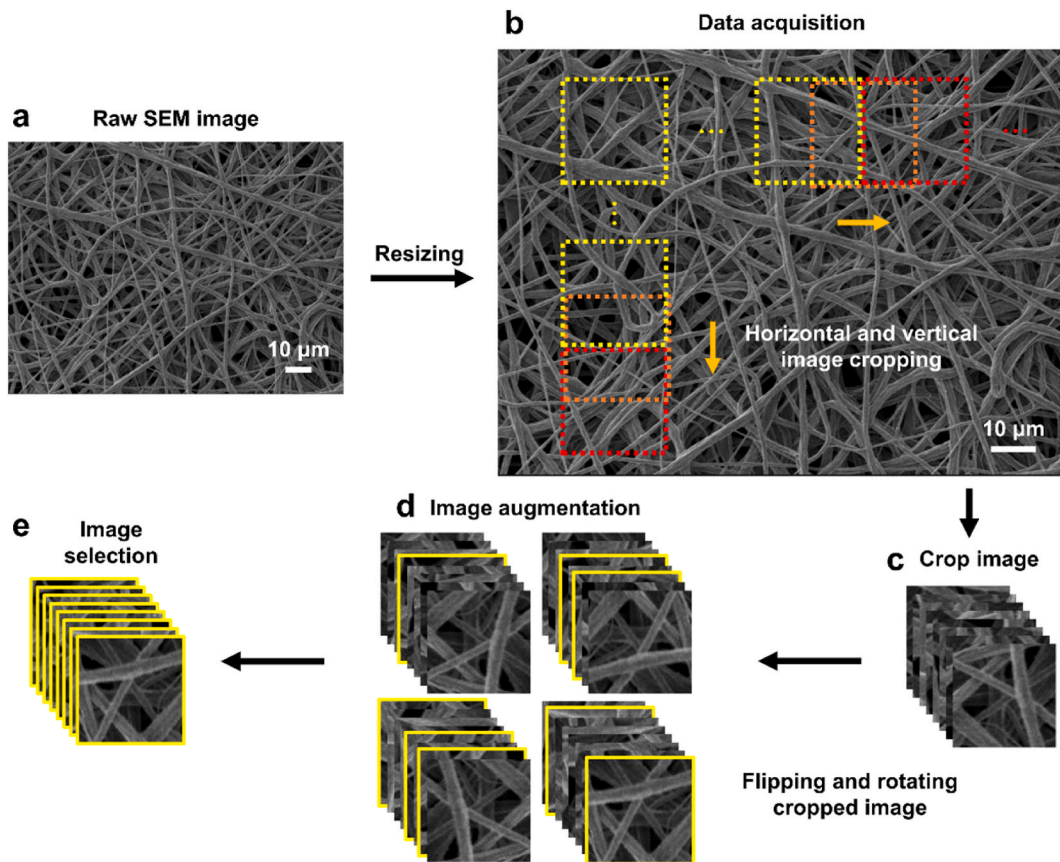 a
Raw SEM image
10 µm
Resizing
b
Data acquisition
Horizontal and vertical
image cropping
10 µm
c
Crop image
Flipping and rotating
cropped image
d
Image augmentation
e
Image
selection